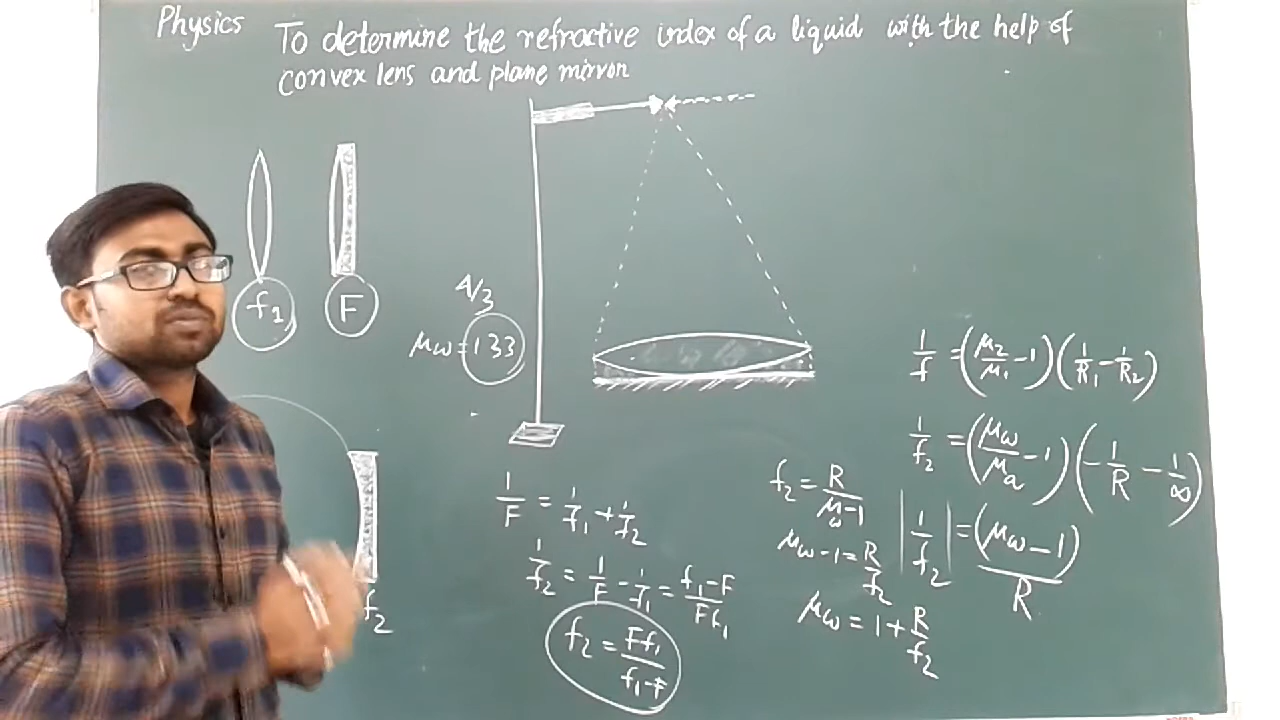 Physics To determine the refractive index of a liquid with the help of
convex lens and plane mirror
f₁
F
4/3
μw = 1.33
f₂
1/F = 1/f₁ + 1/f₂
1/f₂ = 1/F - 1/f₁ = f₁-F/Ff₁
f₂ = Ff₁/f₁-F
f₂ = R/μw-1
μw-1 = R/f₂
μw = 1 + R/f₂
1/f = (μ₂/μ₁ - 1)(1/R₁ - 1/R₂)
1/f₂ = (μw/μa - 1)(-1/R - 1/∞)
|1/f₂| = (μw-1)/R